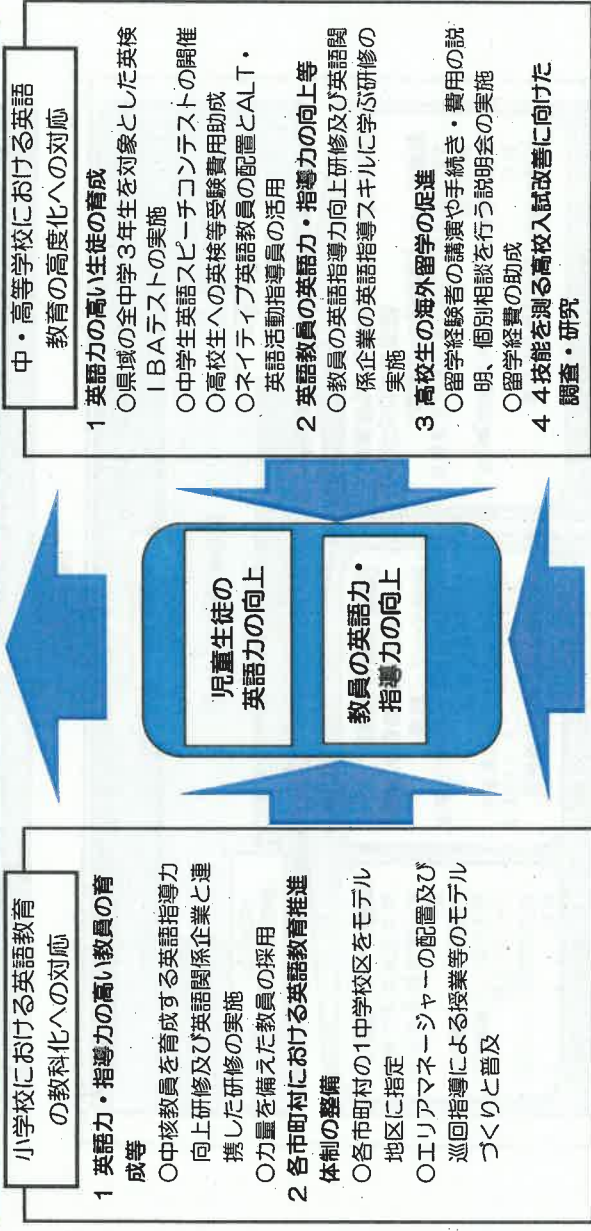 小学校における英語教育
の教科化への対応
1 英語力・指導力の高い教員の育
成等
○中核教員を育成する英語指導力
向上研修及び英語関係企業と連
携した研修の実施
○力量を備えた教員の採用
2 各市町村における英語教育推進
体制の整備
○各市町村の1中学校区をモデル
地区に指定
○エリアマネージャーの配置及び
巡回指導による授業等のモデル
づくりと普及
児童生徒の
英語力の向上
教員の英語力・
指導力の向上
中・高等学校における英語
教育の高度化への対応
1 英語力の高い生徒の育成
○県域の全中学3年生を対象とした英検
IBAテストの実施
○中学生英語スピーチコンテストの開催
○高校生への英検等受験費用助成
○ネイティブ英語教員の配置とALT・
英語活動指導員の活用
2 英語教員の英語力・指導力の向上等
○教員の英語指導力向上研修及び英語関
係企業の英語指導スキルに学ぶ研修の
実施
3 高校生の海外留学の促進
○留学経験者の講演や手続き・費用の説
明、個別相談を行う説明会の実施
○留学経費の助成
4 4技能を測る高校入試改善に向けた
調査・研究